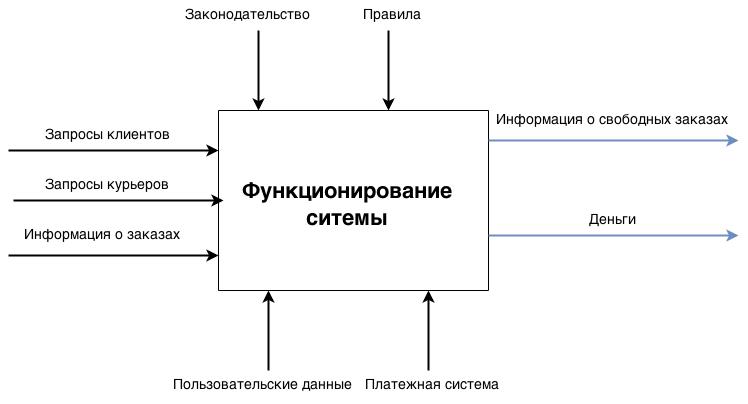 Законодательство
Правила
Запросы клиентов
Информация о свободных заказах
Запросы курьеров
Функционирование
ситемы
Информация о заказах
Деньги
Пользовательские данные
Платежная система